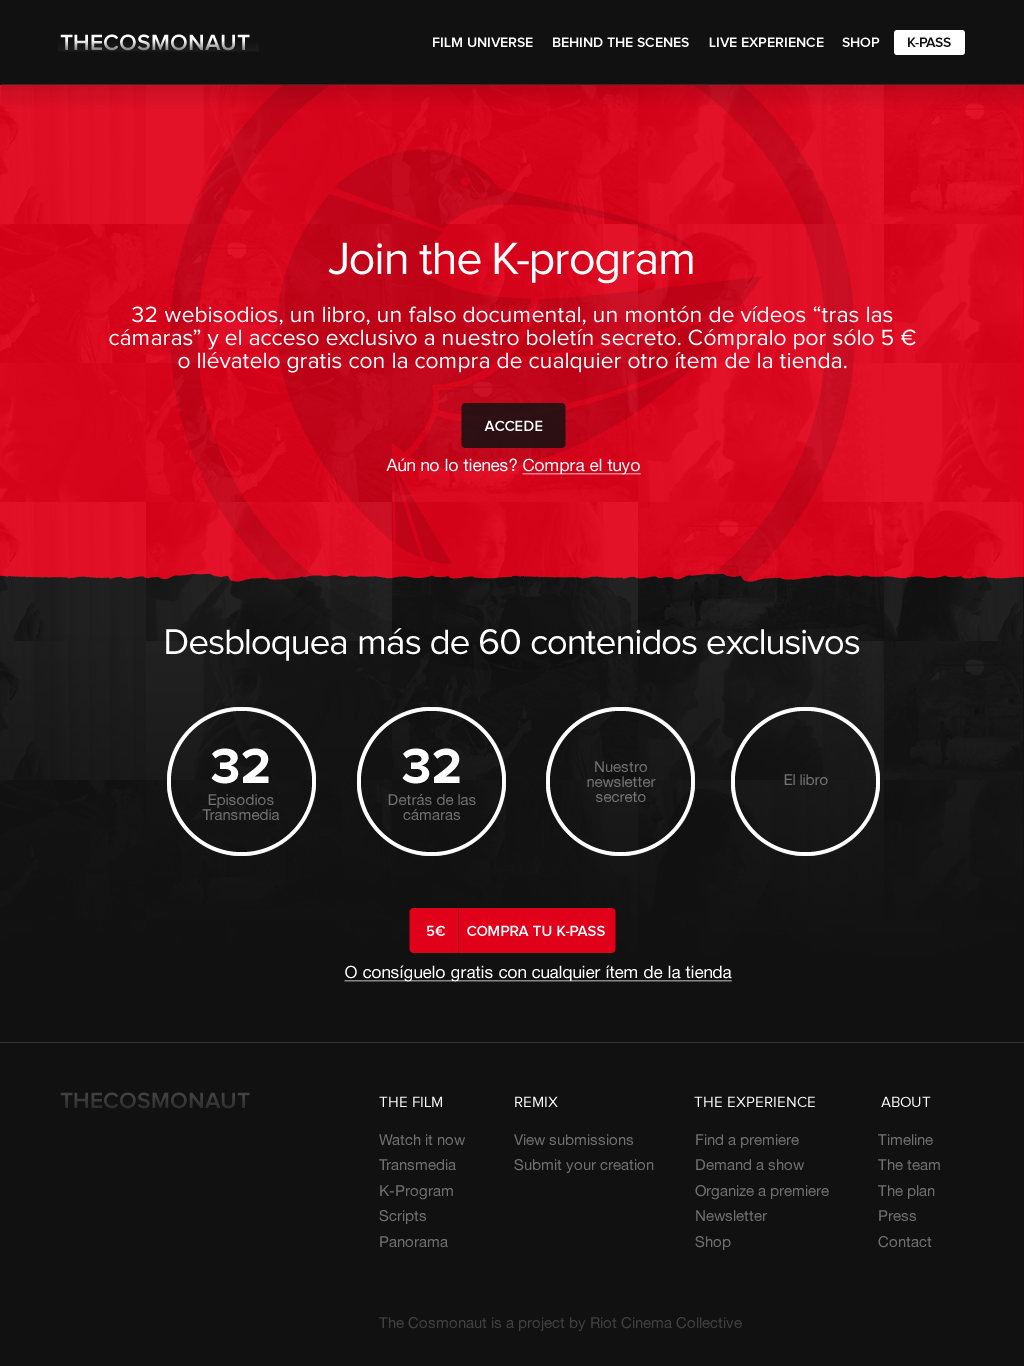 THECOSMONAUT
FILM UNIVERSE BEHIND THE SCENES LIVE EXPERIENCE SHOP K-PASS
Join the K-program
32 webisodios, un libro, un falso documental, un montón de vídeos “tras las
cámaras” y el acceso exclusivo a nuestro boletín secreto. Cómpralo por sólo 5 €
o llévatelo gratis con la compra de cualquier otro ítem de la tienda.
ACCEDE
Aún no lo tienes? Compra el tuyo
Desbloquea más de 60 contenidos exclusivos
32
Episodios
Transmedia
32
Detrás de las
cámaras
Nuestro
newsletter
secreto
El libro
5€ COMPRA TU K-PASS
O consíguelo gratis con cualquier ítem de la tienda
THECOSMONAUT
THE FILM
Watch it now
Transmedia
K-Program
Scripts
Panorama
REMIX
View submissions
Submit your creation
THE EXPERIENCE
Find a premiere
Demand a show
Organize a premiere
Newsletter
Shop
ABOUT
Timeline
The team
The plan
Press
Contact
The Cosmonaut is a project by Riot Cinema Collective